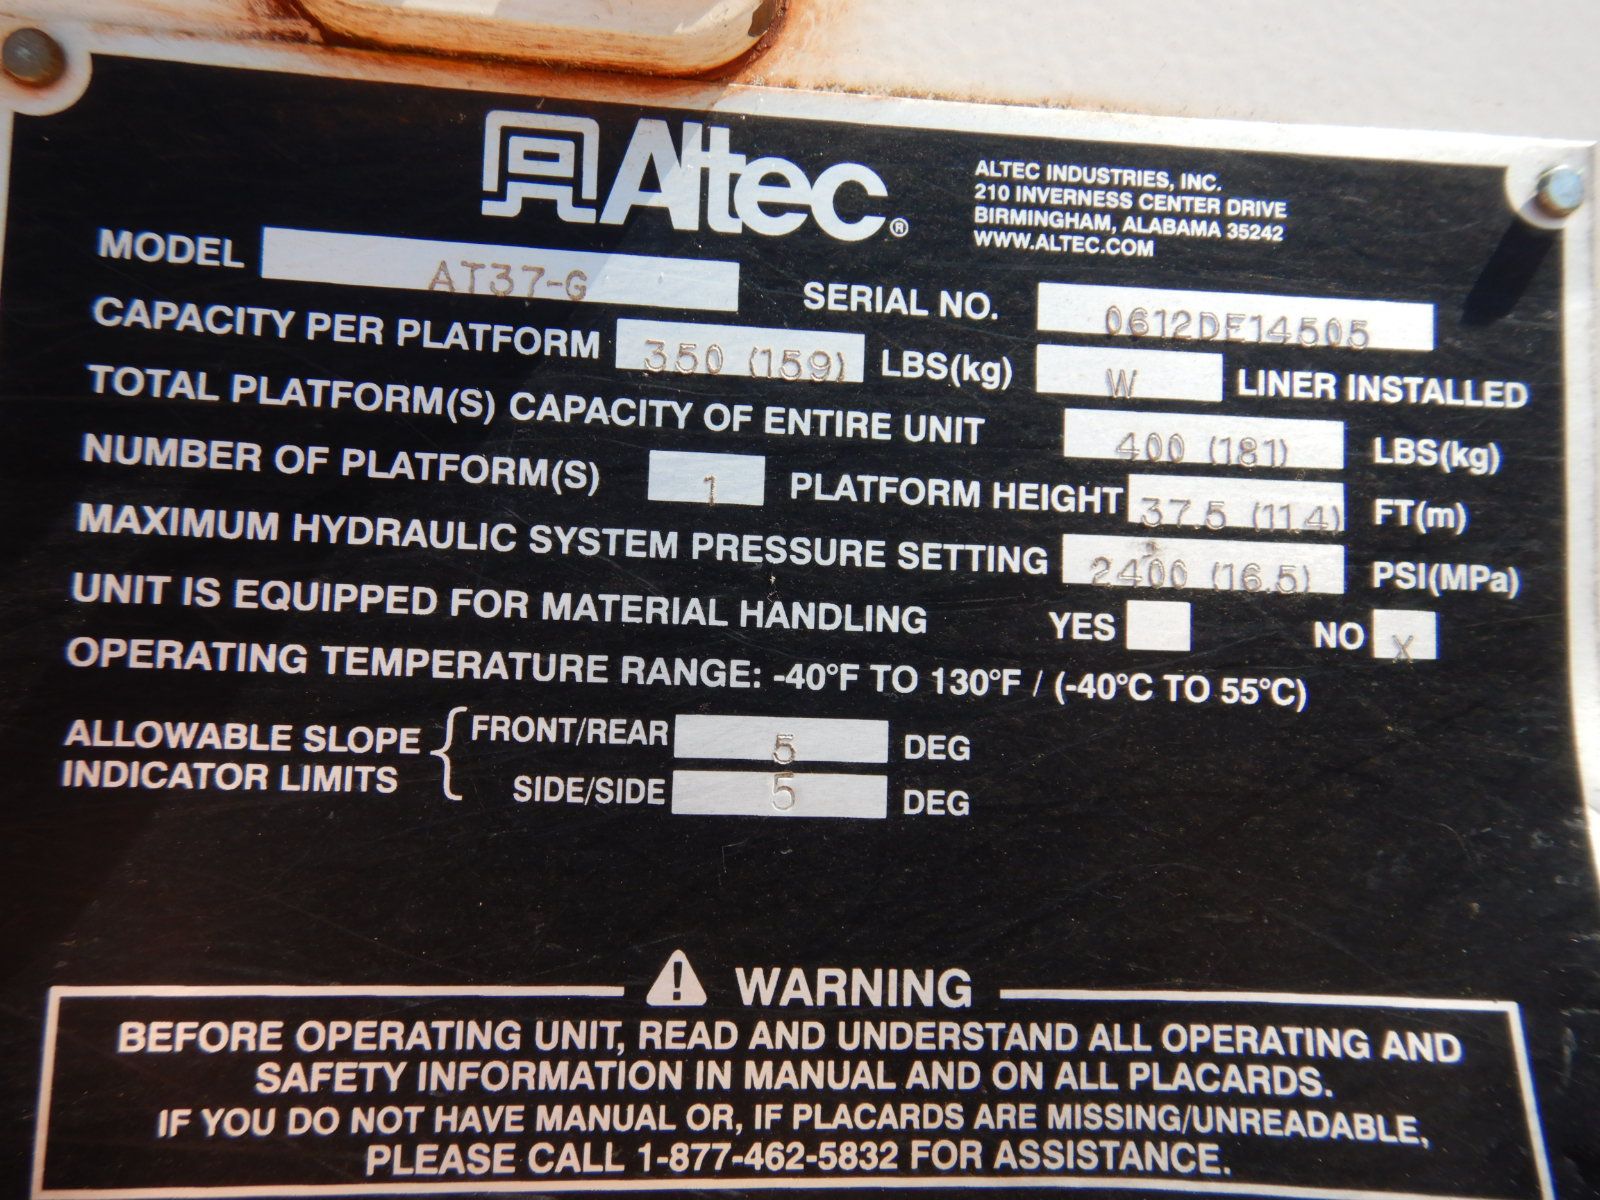 Altec®
ALTEC INDUSTRIES, INC.
210 INVERNESS CENTER DRIVE
BIRMINGHAM, ALABAMA 35242
WWW.ALTEC.COM
MODEL AT37-G SERIAL NO. 0612DE14505
CAPACITY PER PLATFORM 350 (159) LBS(kg) W LINER INSTALLED
TOTAL PLATFORM(S) CAPACITY OF ENTIRE UNIT 400 (181) LBS(kg)
NUMBER OF PLATFORM(S) 1 PLATFORM HEIGHT 37.5 (11.4) FT(m)
MAXIMUM HYDRAULIC SYSTEM PRESSURE SETTING 2400 (16.5) PSI(MPa)
UNIT IS EQUIPPED FOR MATERIAL HANDLING YES NO X
OPERATING TEMPERATURE RANGE: -40°F TO 130°F / (-40°C TO 55°C)
ALLOWABLE SLOPE INDICATOR LIMITS
FRONT/REAR 5 DEG
SIDE/SIDE 5 DEG
WARNING
BEFORE OPERATING UNIT, READ AND UNDERSTAND ALL OPERATING AND
SAFETY INFORMATION IN MANUAL AND ON ALL PLACARDS.
IF YOU DO NOT HAVE MANUAL OR, IF PLACARDS ARE MISSING/UNREADABLE,
PLEASE CALL 1-877-462-5832 FOR ASSISTANCE.